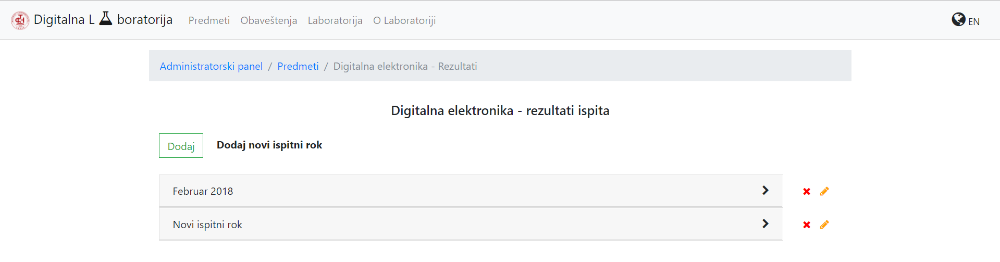 Digitalna L boratorija Predmeti Obaveštenja Laboratorija O Laboratoriji EN
Administratorski panel / Predmeti / Digitalna elektronika - Rezultati
Digitalna elektronika - rezultati ispita
Dodaj Dodaj novi ispitni rok
Februar 2018
Novi ispitni rok